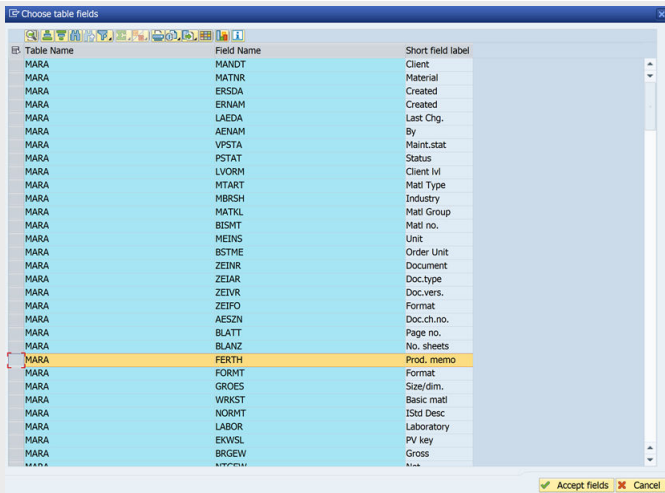 Choose table fields
Table Name Field Name Short field label
MARA MANDT Client
MARA MATNR Material
MARA ERSDA Created
MARA ERNAM Created
MARA LAEDA Last Chg.
MARA AENAM By
MARA VPSTA Maint.stat
MARA PSTAT Status
MARA LVORM Client lvl
MARA MTART Matl Type
MARA MBRSH Industry
MARA MATKL Matl Group
MARA BISMT Matl no.
MARA MEINS Unit
MARA BSTME Order Unit
MARA ZEINR Document
MARA ZEIAR Doc.type
MARA ZEIVR Doc.vers.
MARA ZEIFO Format
MARA AESZN Doc.ch.no.
MARA BLATT Page no.
MARA BLANZ No. sheets
MARA FERTH Prod. memo
MARA FORMT Format
MARA GROES Size/dim.
MARA WRKST Basic matl
MARA NORMT IStd Desc
MARA LABOR Laboratory
MARA EKWSL PV key
MARA BRGEW Gross
MARA NTGEW Net
Accept fields Cancel